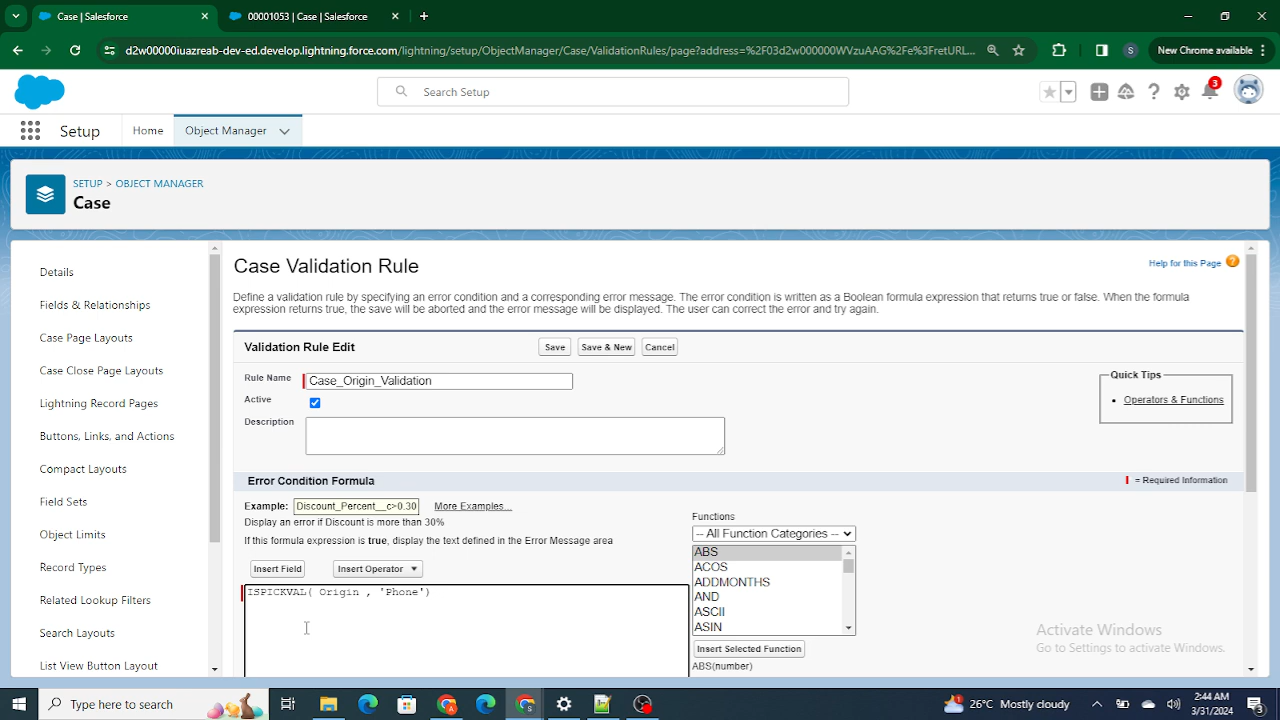 Case | Salesforce
00001053 | Case | Salesforce
d2w00000iuazreab-dev-ed.develop.lightning.force.com/lightning/setup/ObjectManager/Case/ValidationRules/page?address=%2F03d2w000000WVzuAAG%2Fe%3FretURL...
S
New Chrome available
Search Setup
3
Setup
Home
Object Manager
SETUP > OBJECT MANAGER
Case
Details
Fields & Relationships
Case Page Layouts
Case Close Page Layouts
Lightning Record Pages
Buttons, Links, and Actions
Compact Layouts
Field Sets
Object Limits
Record Types
Related Lookup Filters
Search Layouts
List View Button Layout
Case Validation Rule
Help for this Page
Define a validation rule by specifying an error condition and a corresponding error message. The error condition is written as a Boolean formula expression that returns true or false. When the formula
expression returns true, the save will be aborted and the error message will be displayed. The user can correct the error and try again.
Validation Rule Edit
Save
Save & New
Cancel
Rule Name
Case_Origin_Validation
Active
Description
Quick Tips
• Operators & Functions
Error Condition Formula
= Required Information
Example:
Discount_Percent__c>0.30
More Examples...
Display an error if Discount is more than 30%
If this formula expression is true, display the text defined in the Error Message area
Insert Field
Insert Operator
ISPICKVAL( Origin , 'Phone')
Functions
-- All Function Categories --
ABS
ACOS
ADDMONTHS
AND
ASCII
ASIN
Insert Selected Function
ABS(number)
Activate Windows
Go to Settings to activate Windows.
Type here to search
26°C Mostly cloudy
2:44 AM
3/31/2024
3